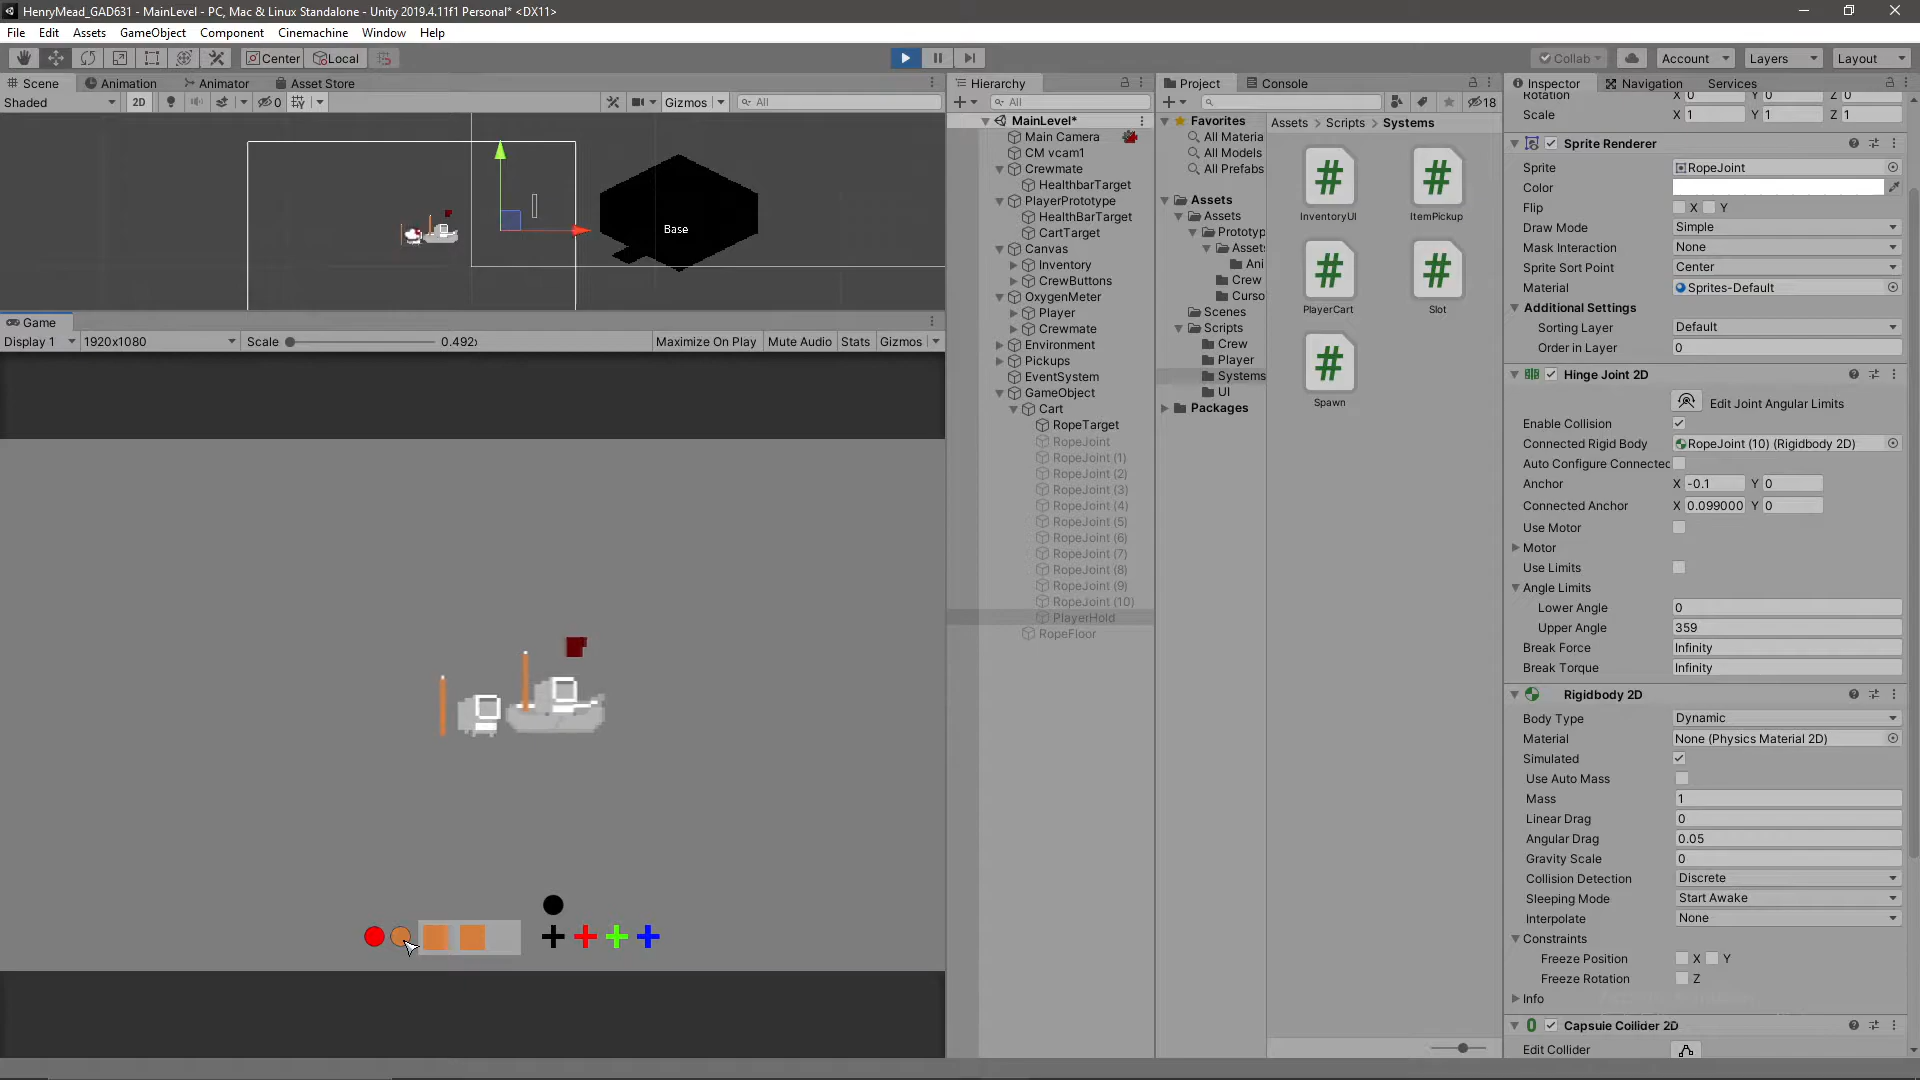 HenryMead_GAD631 - MainLevel - PC, Mac & Linux Standalone - Unity 2019.4.11f1 Personal* <DX11>
File Edit Assets GameObject Component Cinemachine Window Help
Center Local Collab Account Layers Layout
Scene Animation Animator Asset Store
Shaded 2D 0 Gizmos All
Base
Game
Display 1 1920x1080 Scale 0.492x Maximize On Play Mute Audio Stats Gizmos
Hierarchy
All
MainLevel*
Main Camera
CM vcam1
Crewmate
HealthbarTarget
PlayerPrototype
HealthBarTarget
CartTarget
Canvas
Inventory
CrewButtons
OxygenMeter
Player
Crewmate
Environment
Pickups
EventSystem
GameObject
Cart
RopeTarget
RopeJoint
RopeJoint (1)
RopeJoint (2)
RopeJoint (3)
RopeJoint (4)
RopeJoint (5)
RopeJoint (6)
RopeJoint (7)
RopeJoint (8)
RopeJoint (9)
RopeJoint (10)
PlayerHold
RopeFloor
Project Console
18
Favorites
All Materia
All Models
All Prefabs
Assets
Assets
Prototyp
Assets
Ani
Crew
Curso
Scenes
Scripts
Crew
Player
Systems
UI
Packages
Assets > Scripts > Systems
InventoryUI ItemPickup
PlayerCart Slot
Spawn
Inspector Navigation Services
Rotation X 0 Y 0 Z 0
Scale X 1 Y 1 Z 1
Sprite Renderer
Sprite RopeJoint
Color
Flip X Y
Draw Mode Simple
Mask Interaction None
Sprite Sort Point Center
Material Sprites-Default
Additional Settings
Sorting Layer Default
Order in Layer 0
Hinge Joint 2D
Edit Joint Angular Limits
Enable Collision
Connected Rigid Body RopeJoint (10) (Rigidbody 2D)
Auto Configure Connected
Anchor X -0.1 Y 0
Connected Anchor X 0.099000 Y 0
Use Motor
Motor
Use Limits
Angle Limits
Lower Angle 0
Upper Angle 359
Break Force Infinity
Break Torque Infinity
Rigidbody 2D
Body Type Dynamic
Material None (Physics Material 2D)
Simulated
Use Auto Mass
Mass 1
Linear Drag 0
Angular Drag 0.05
Gravity Scale 0
Collision Detection Discrete
Sleeping Mode Start Awake
Interpolate None
Constraints
Freeze Position X Y
Freeze Rotation Z
Info
Capsule Collider 2D
Edit Collider